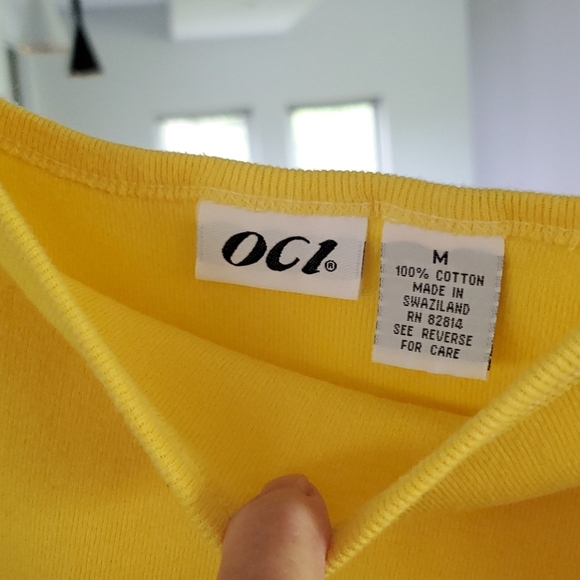 OCI®
M
100% COTTON
MADE IN
SWAZILAND
RN 82814
SEE REVERSE
FOR CARE